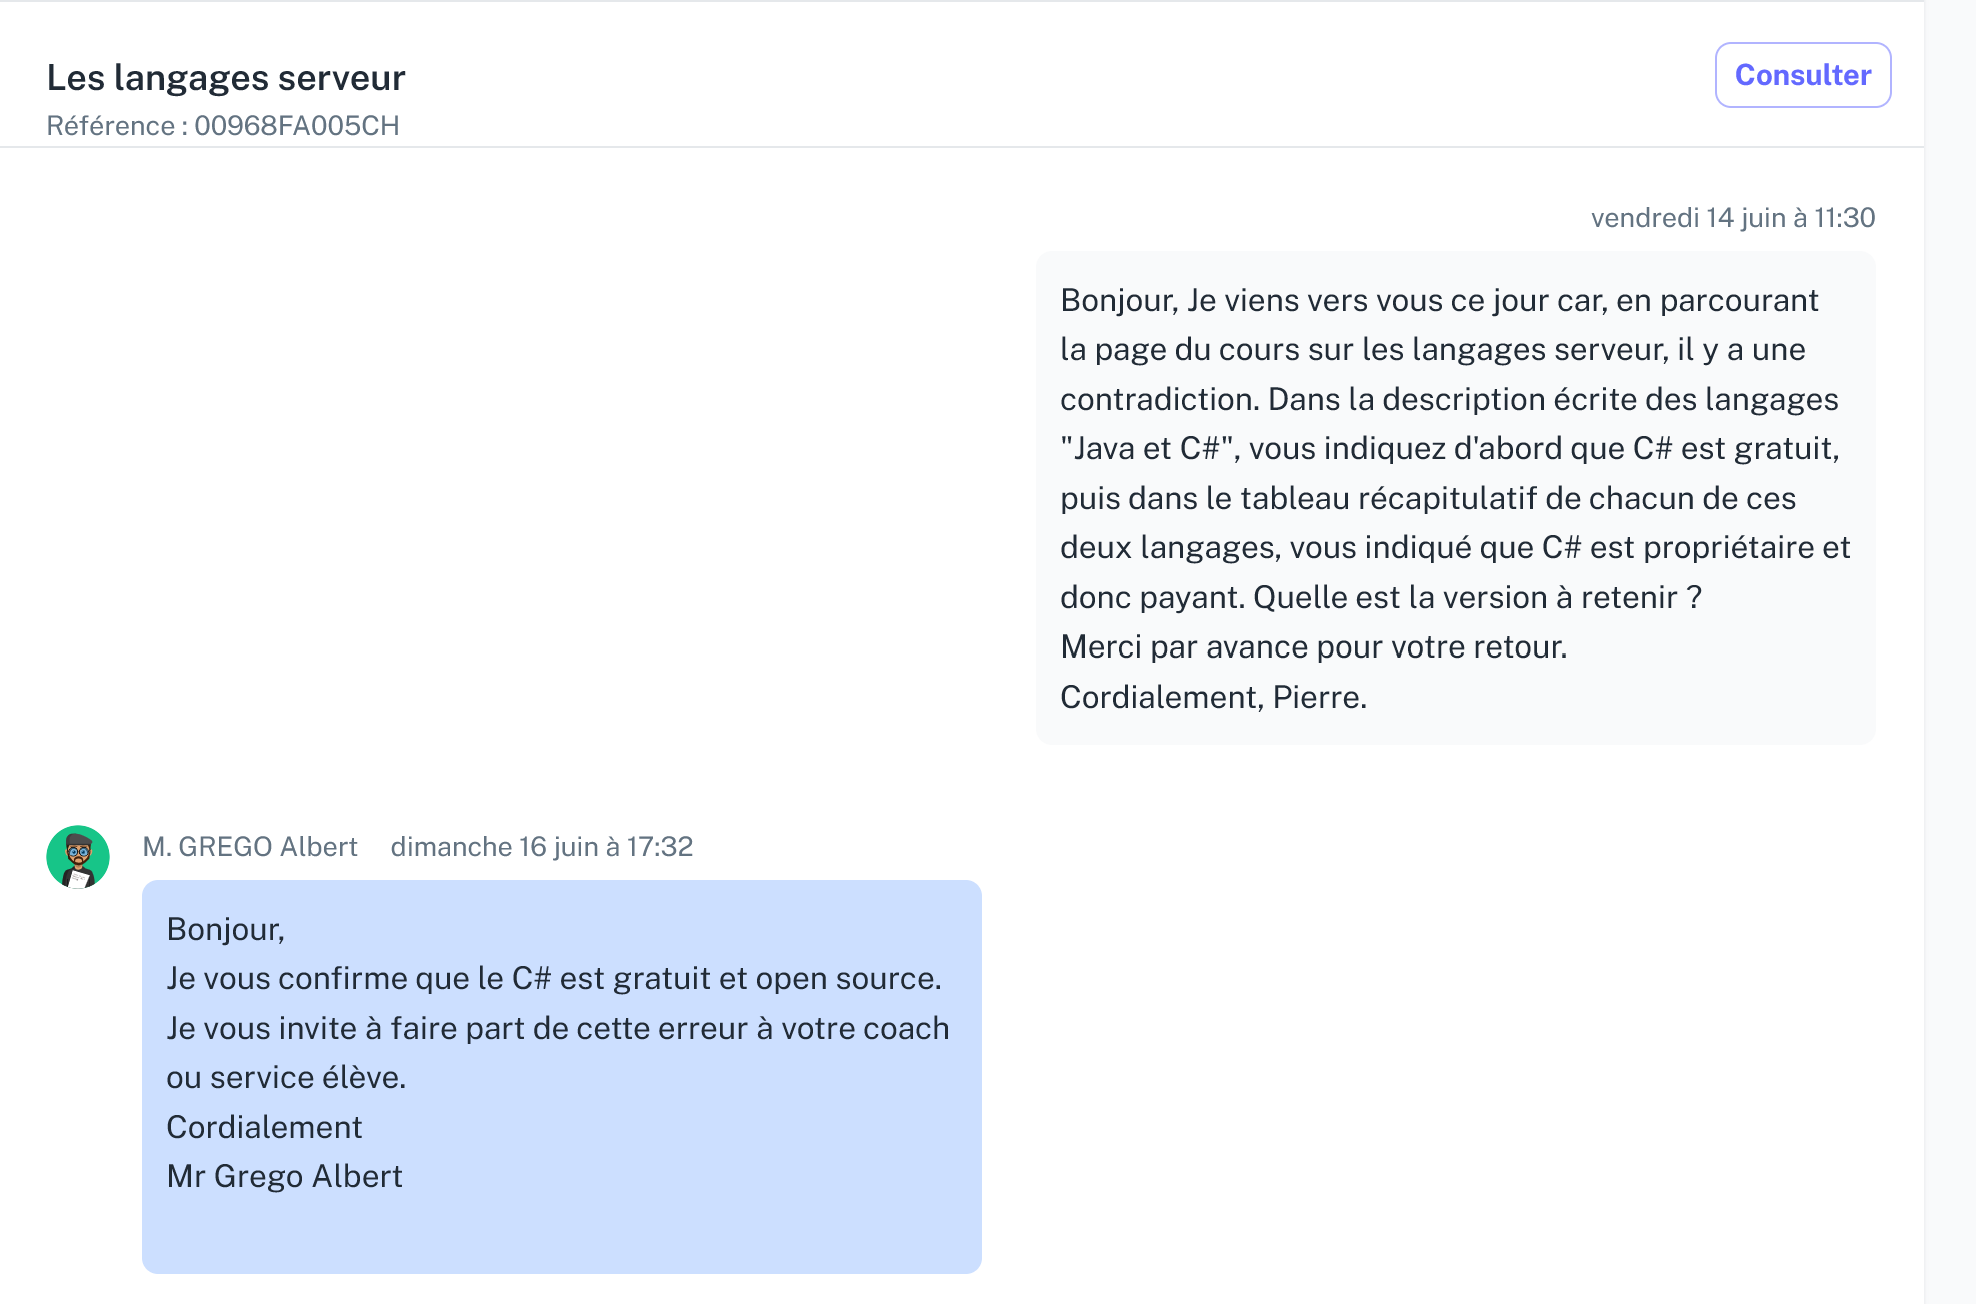 Les langages serveur
Consulter
Référence : 00968FA005CH
vendredi 14 juin à 11:30
Bonjour, Je viens vers vous ce jour car, en parcourant
la page du cours sur les langages serveur, il y a une
contradiction. Dans la description écrite des langages
"Java et C#", vous indiquez d'abord que C# est gratuit,
puis dans le tableau récapitulatif de chacun de ces
deux langages, vous indiqué que C# est propriétaire et
donc payant. Quelle est la version à retenir ?
Merci par avance pour votre retour.
Cordialement, Pierre.
M. GREGO Albert dimanche 16 juin à 17:32
Bonjour,
Je vous confirme que le C# est gratuit et open source.
Je vous invite à faire part de cette erreur à votre coach
ou service élève.
Cordialement
Mr Grego Albert